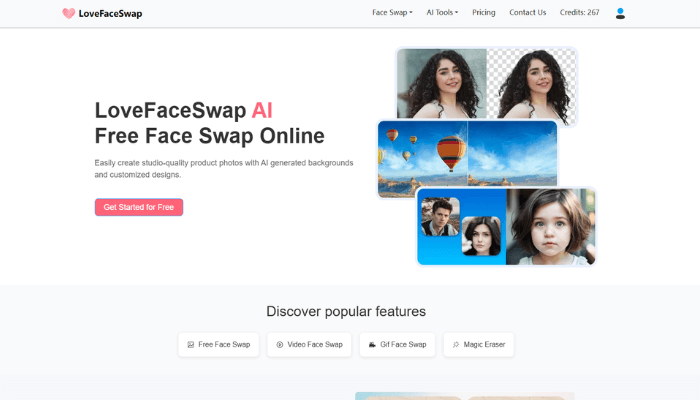 LoveFaceSwap
Face Swap
AI Tools
Pricing
Contact Us
Credits: 267
LoveFaceSwap AI
Free Face Swap Online
Easily create studio-quality product photos with AI generated backgrounds
and customized designs.
Get Started for Free
Discover popular features
Free Face Swap
Video Face Swap
Gif Face Swap
Magic Eraser